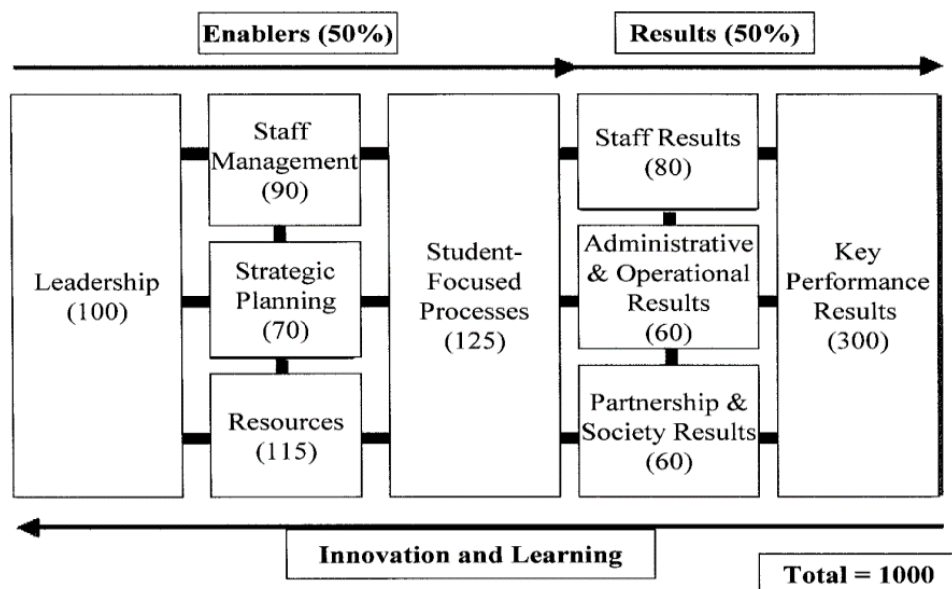 Enablers (50%)
Results (50%)
Leadership
(100)
Staff
Management
(90)
Strategic
Planning
(70)
Resources
(115)
Student-
Focused
Processes
(125)
Staff Results
(80)
Administrative
& Operational
Results
(60)
Partnership &
Society Results
(60)
Key
Performance
Results
(300)
Innovation and Learning
Total = 1000